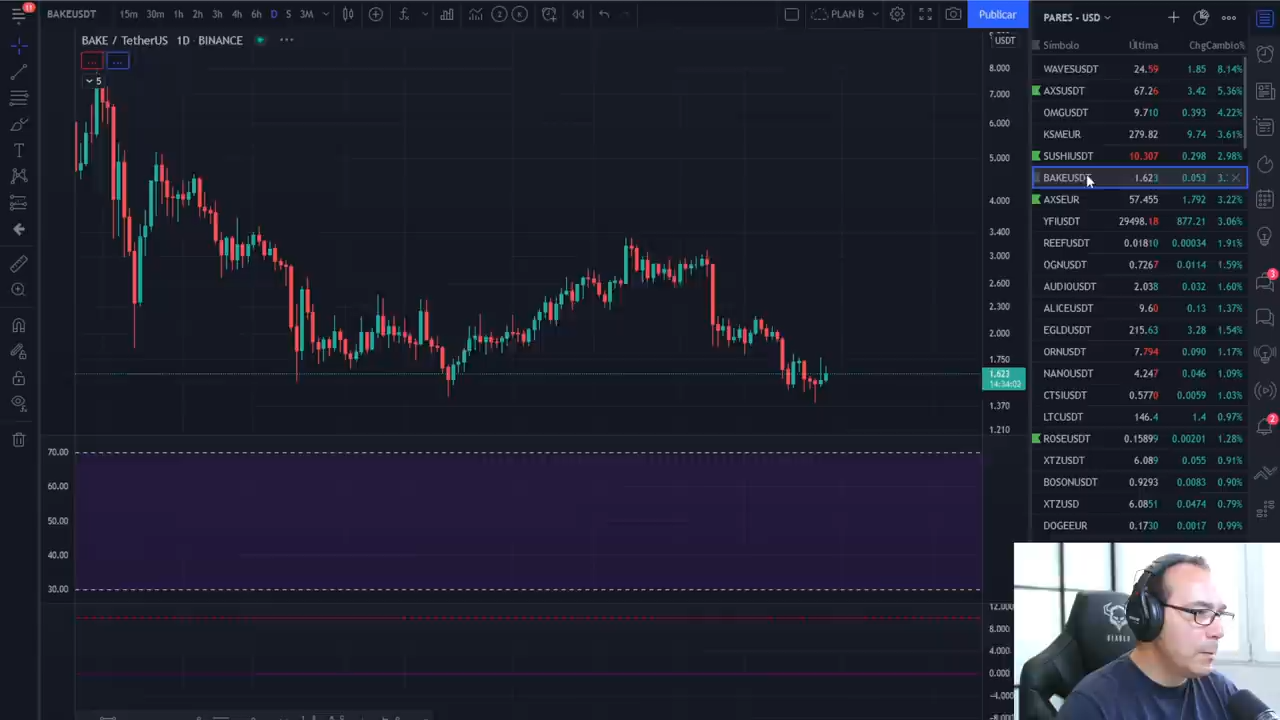 11
BAKEUSDT 15m 30m 1h 2h 3h 4h 6h D S 3M PLAN B Publicar
BAKE / TetherUS 1D · BINANCE
... ...
5
USDT
8.000
7.000
6.000
5.000
4.000
3.400
3.000
2.600
2.300
2.000
1.750
1.623
14:34:02
1.370
1.210
70.00
60.00
50.00
40.00
30.00
12.000
8.000
4.000
0.000
-4.000
PARES - USD
Símbolo Última Chg Cambio%
WAVESUSDT 24.59 1.85 8.14%
AXSUSDT 67.26 3.42 5.36%
OMGUSDT 9.710 0.393 4.22%
KSMEUR 279.82 9.74 3.61%
SUSHIUSDT 10.307 0.298 2.98%
BAKEUSDT 1.623 0.053
AXSEUR 57.455 1.792 3.22%
YFIUSDT 29498.18 877.21 3.06%
REEFUSDT 0.01810 0.00034 1.91%
OGNUSDT 0.7267 0.0114 1.59%
AUDIOUSDT 2.038 0.032 1.60%
ALICEUSDT 9.60 0.13 1.37%
EGLDUSDT 215.63 3.28 1.54%
ORNUSDT 7.794 0.090 1.17%
NANOUSDT 4.247 0.046 1.09%
CTSIUSDT 0.5770 0.0059 1.03%
LTCUSDT 146.4 1.4 0.97%
ROSEUSDT 0.15899 0.00201 1.28%
XTZUSDT 6.089 0.055 0.91%
BOSONUSDT 0.9293 0.0083 0.90%
XTZUSD 6.0851 0.0474 0.79%
DOGEEUR 0.1730 0.0017 0.99%
3
2
DIABLO